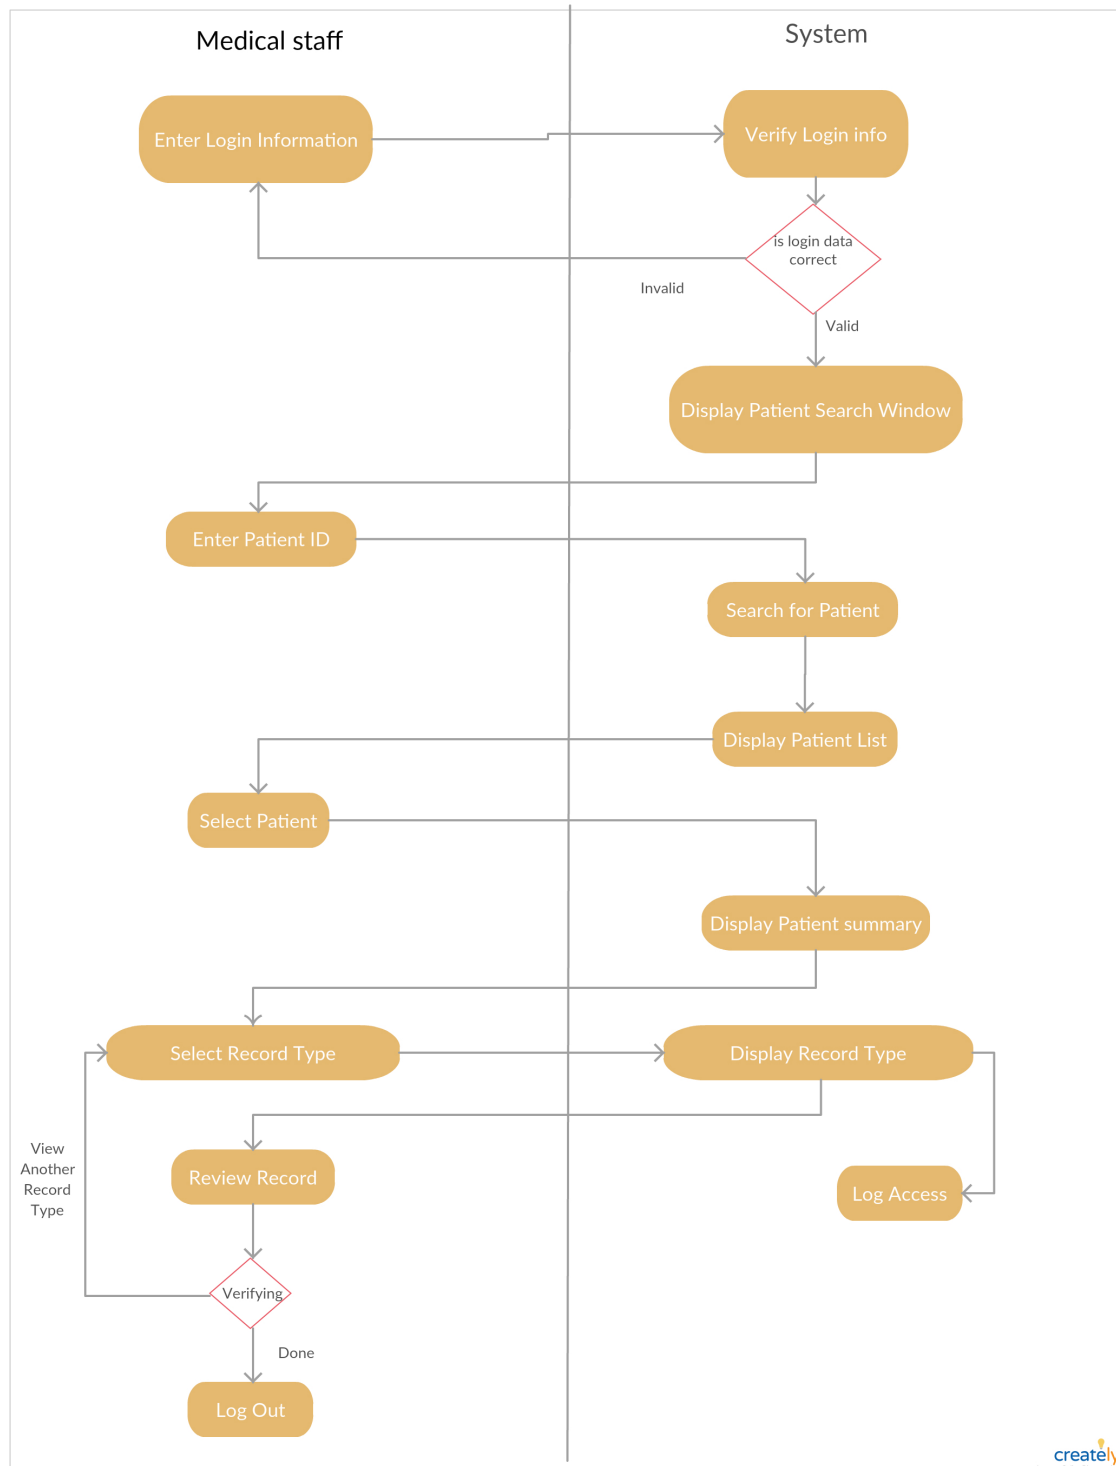 Medical staff
System
Enter Login Information
Verify Login info
is login data
correct
Invalid
Valid
Display Patient Search Window
Enter Patient ID
Search for Patient
Display Patient List
Select Patient
Display Patient summary
Select Record Type
Display Record Type
View
Another
Record
Type
Review Record
Log Access
Verifying
Done
Log Out
creately